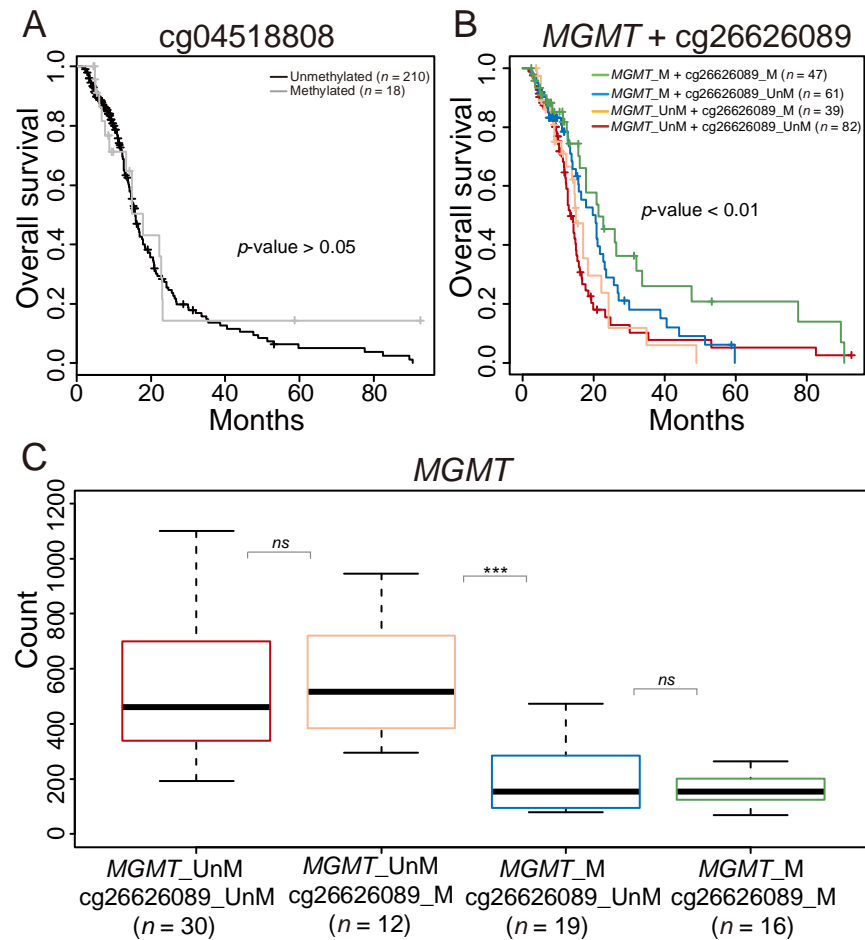 A
cg04518808
Unmethylated (n = 210)
Methylated (n = 18)
p-value > 0.05
Overall survival
0.0
0.2
0.4
0.6
0.8
1.0
0
20
40
60
80
Months
B
MGMT + cg26626089
MGMT_M + cg26626089_M (n = 47)
MGMT_M + cg26626089_UnM (n = 61)
MGMT_UnM + cg26626089_M (n = 39)
MGMT_UnM + cg26626089_UnM (n = 82)
p-value < 0.01
Overall survival
0.0
0.2
0.4
0.6
0.8
1.0
0
20
40
60
80
Months
C
MGMT
Count
0
200
400
600
800
1000
1200
ns
***
ns
MGMT_UnM
cg26626089_UnM
(n = 30)
MGMT_UnM
cg26626089_M
(n = 12)
MGMT_M
cg26626089_UnM
(n = 19)
MGMT_M
cg26626089_M
(n = 16)